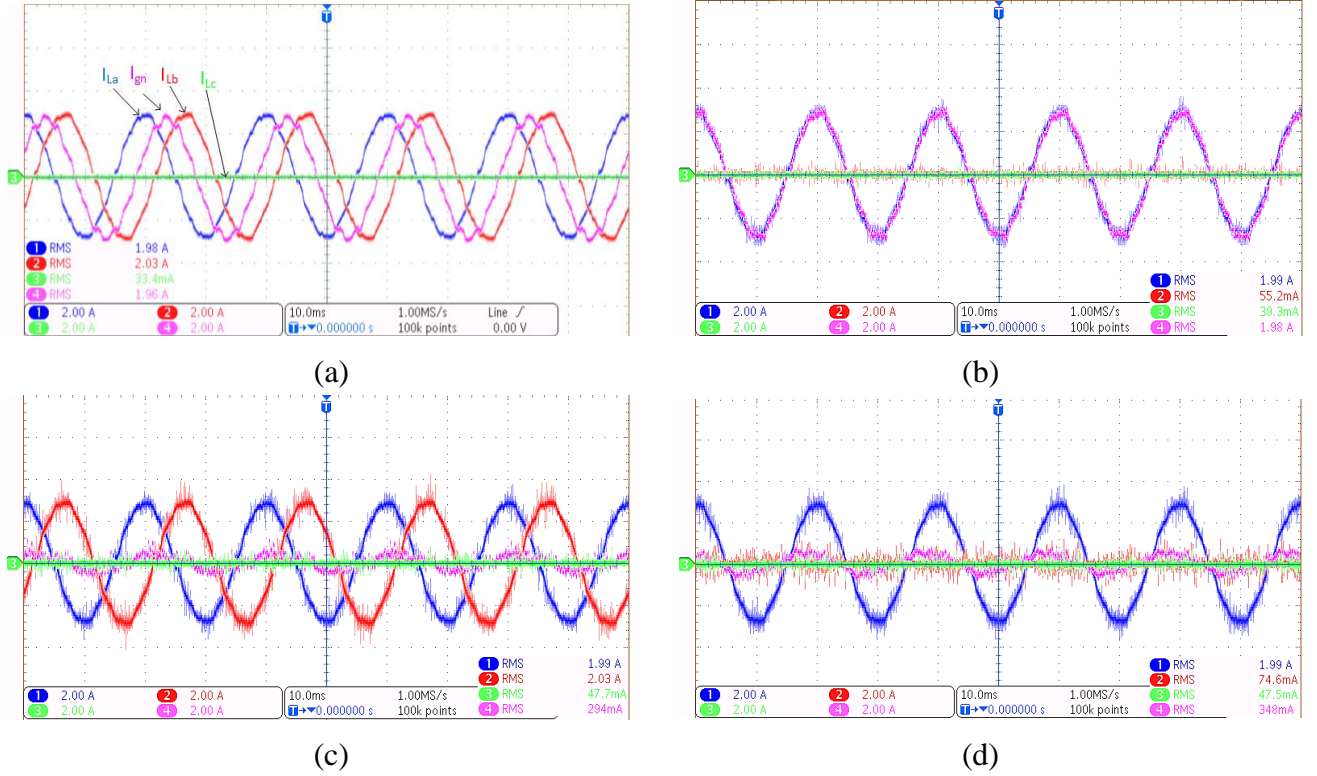 T
I_La I_gn I_Lb I_Lc
3
1 RMS 1.98 A
2 RMS 2.03 A
3 RMS 33.4mA
4 RMS 1.96 A
1 2.00 A 2 2.00 A 10.0ms 1.00MS/s Line ∫
3 2.00 A 4 2.00 A T→▼0.000000 s 100k points 0.00 V
(a)
T
3
1 RMS 1.99 A
2 RMS 55.2mA
1 2.00 A 2 2.00 A 10.0ms 1.00MS/s 3 RMS 39.3mA
3 2.00 A 4 2.00 A T→▼0.000000 s 100k points 4 RMS 1.98 A
(b)
T
3
1 RMS 1.99 A
2 RMS 2.03 A
1 2.00 A 2 2.00 A 10.0ms 1.00MS/s 3 RMS 47.7mA
3 2.00 A 4 2.00 A T→▼0.000000 s 100k points 4 RMS 294mA
(c)
T
3
1 RMS 1.99 A
2 RMS 74.6mA
1 2.00 A 2 2.00 A 10.0ms 1.00MS/s 3 RMS 47.5mA
3 2.00 A 4 2.00 A T→▼0.000000 s 100k points 4 RMS 348mA
(d)